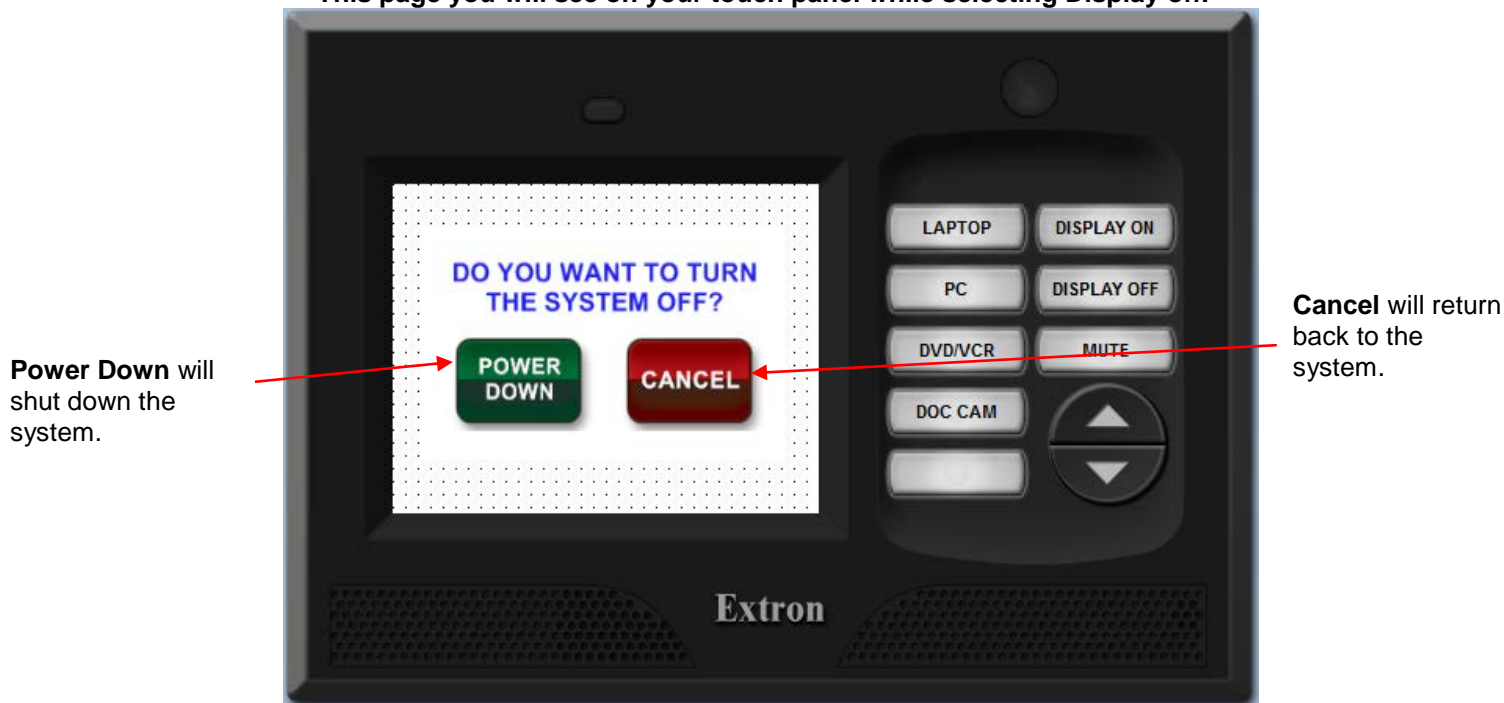 This page you will see on your touch panel while selecting Display off.
LAPTOP
DISPLAY ON
DO YOU WANT TO TURN
THE SYSTEM OFF?
PC
DISPLAY OFF
Cancel will return
back to the
system.
DVD/VCR
MUTE
Power Down will
shut down the
system.
POWER
DOWN
CANCEL
DOC CAM
Extron